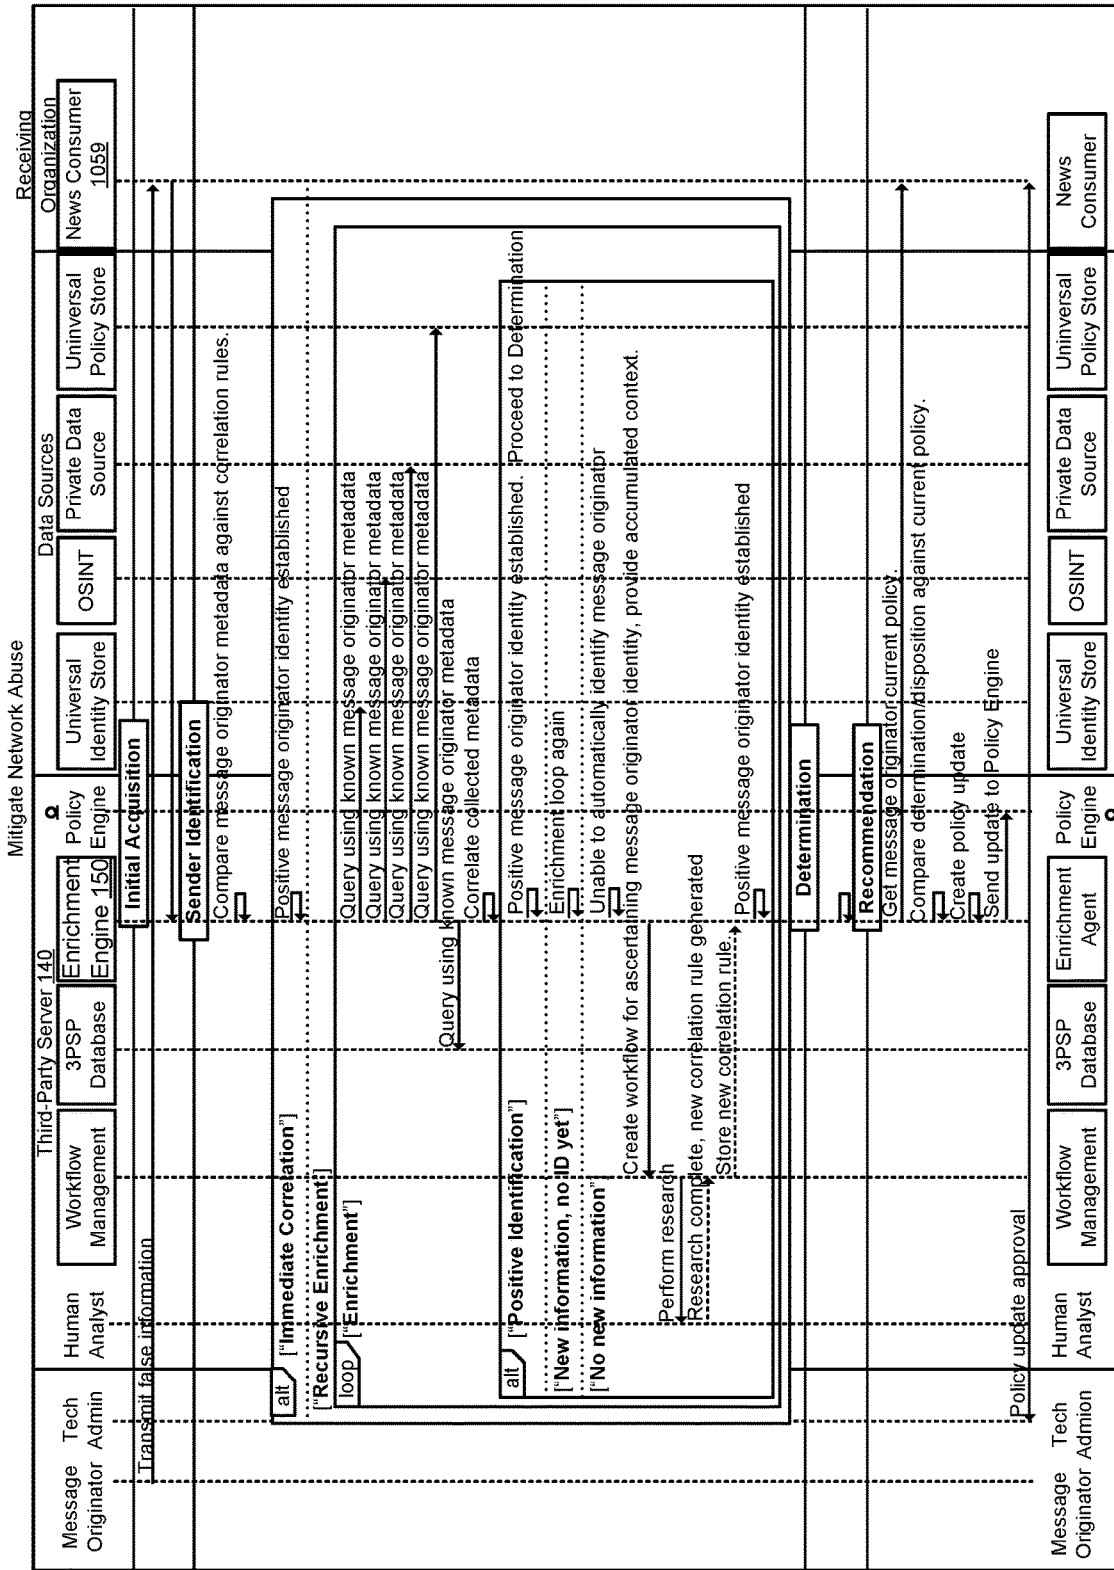 Mitigate Network Abuse
Third-Party Server 140
Data Sources
Receiving
Organization
Message
Originator
Tech
Admin
Human
Analyst
Workflow
Management
3PSP
Database
Enrichment
Engine 150
Policy
Engine
Universal
Identity Store
OSINT
Private Data
Source
Uninversal
Policy Store
News Consumer
1059
Initial Acquisition
Transmit false information
Sender Identification
Compare message originator metadata against correlation rules.
alt
["Immediate Correlation"]
Positive message originator identity established
["Recursive Enrichment"]
loop
["Enrichment"]
Query using known message originator metadata
Query using known message originator metadata
Query using known message originator metadata
Query using known message originator metadata
Query using known message originator metadata
Correlate collected metadata
alt
["Positive Identification"]
Positive message originator identity established. Proceed to Determination
["New information, no ID yet"]
Enrichment loop again
["No new information"]
Unable to automatically identify message originator
Create workflow for ascertaining message originator identity, provide accumulated context.
Perform research
Research complete, new correlation rule generated
Store new correlation rule.
Positive message originator identity established
Determination
Recommendation
Get message originator current policy.
Compare determination/disposition against current policy.
Create policy update
Send update to Policy Engine
Policy update approval
Message
Originator
Tech
Admion
Human
Analyst
Workflow
Management
3PSP
Database
Enrichment
Agent
Policy
Engine
Universal
Identity Store
OSINT
Private Data
Source
Uninversal
Policy Store
News
Consumer